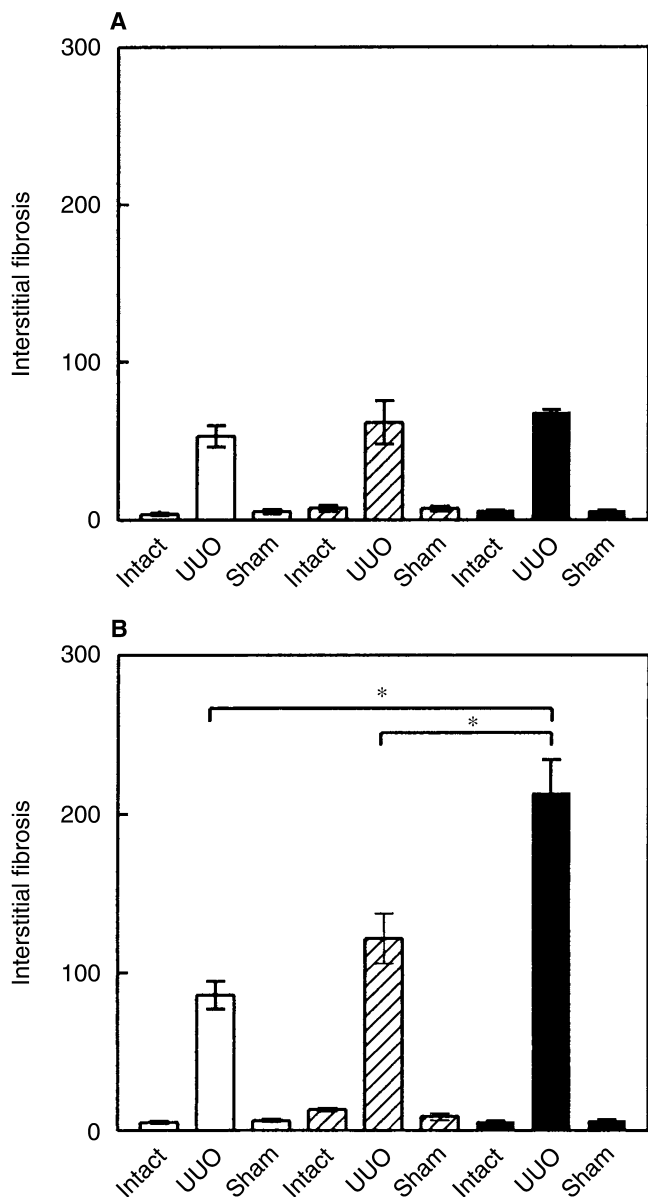 A
300
200
100
0
Interstitial fibrosis
Intact UUO Sham Intact UUO Sham Intact UUO Sham
B
300
200
100
0
Interstitial fibrosis
*
*
Intact UUO Sham Intact UUO Sham Intact UUO Sham